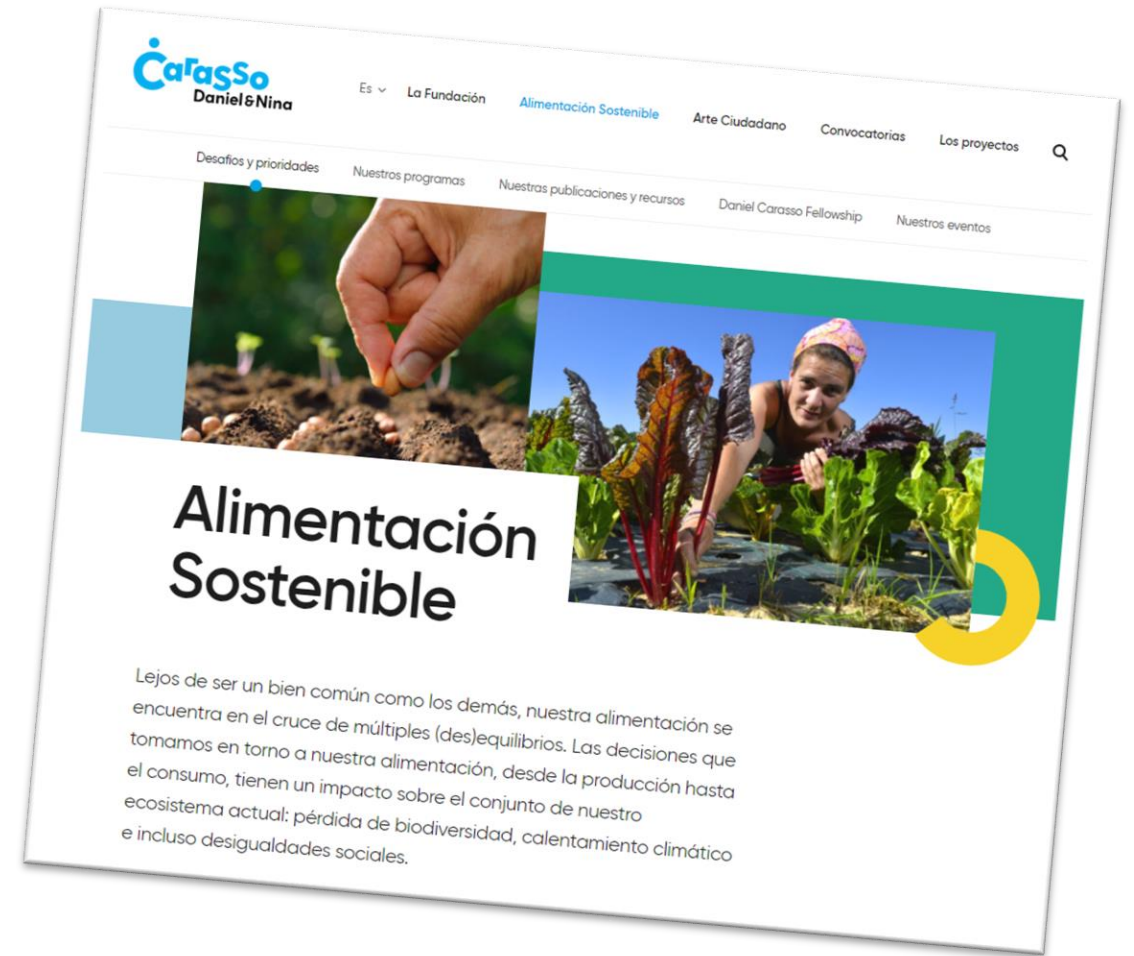 Carasso
Daniel&Nina
Es La Fundación Alimentación Sostenible Arte Ciudadano Convocatorias Los proyectos
Desafíos y prioridades Nuestros programas Nuestras publicaciones y recursos Daniel Carasso Fellowship Nuestros eventos
Alimentación
Sostenible
Lejos de ser un bien común como los demás, nuestra alimentación se
encuentra en el cruce de múltiples (des)equilibrios. Las decisiones que
tomamos en torno a nuestra alimentación, desde la producción hasta
el consumo, tienen un impacto sobre el conjunto de nuestro
ecosistema actual: pérdida de biodiversidad, calentamiento climático
e incluso desigualdades sociales.